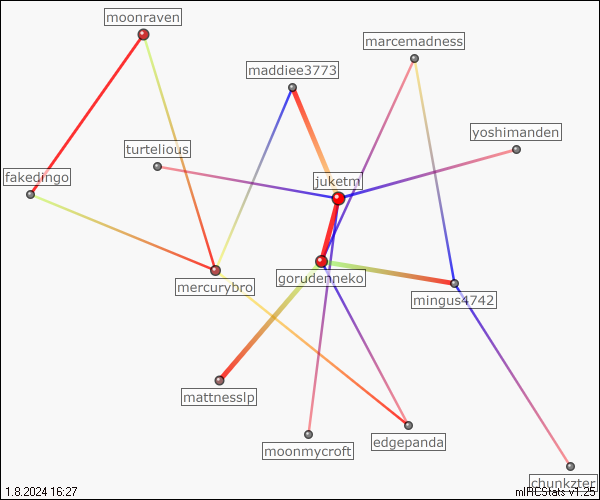 moonraven
marcemadness
maddiee3773
yoshimanden
turtelious
fakedingo
juketm
gorudenneko
mercurybro
mingus4742
mattnesslp
edgepanda
moonmycroft
chunkzter
1.8.2024 16:27
mIRCStats v1.25